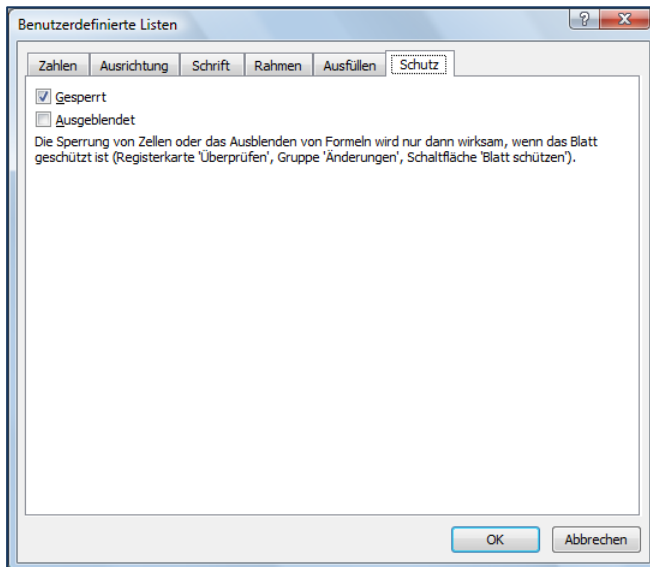 Benutzerdefinierte Listen
Zahlen Ausrichtung Schrift Rahmen Ausfüllen Schutz
Gesperrt
Ausgeblendet
Die Sperrung von Zellen oder das Ausblenden von Formeln wird nur dann wirksam, wenn das Blatt
geschützt ist (Registerkarte 'Überprüfen', Gruppe 'Änderungen', Schaltfläche 'Blatt schützen').
OK Abbrechen